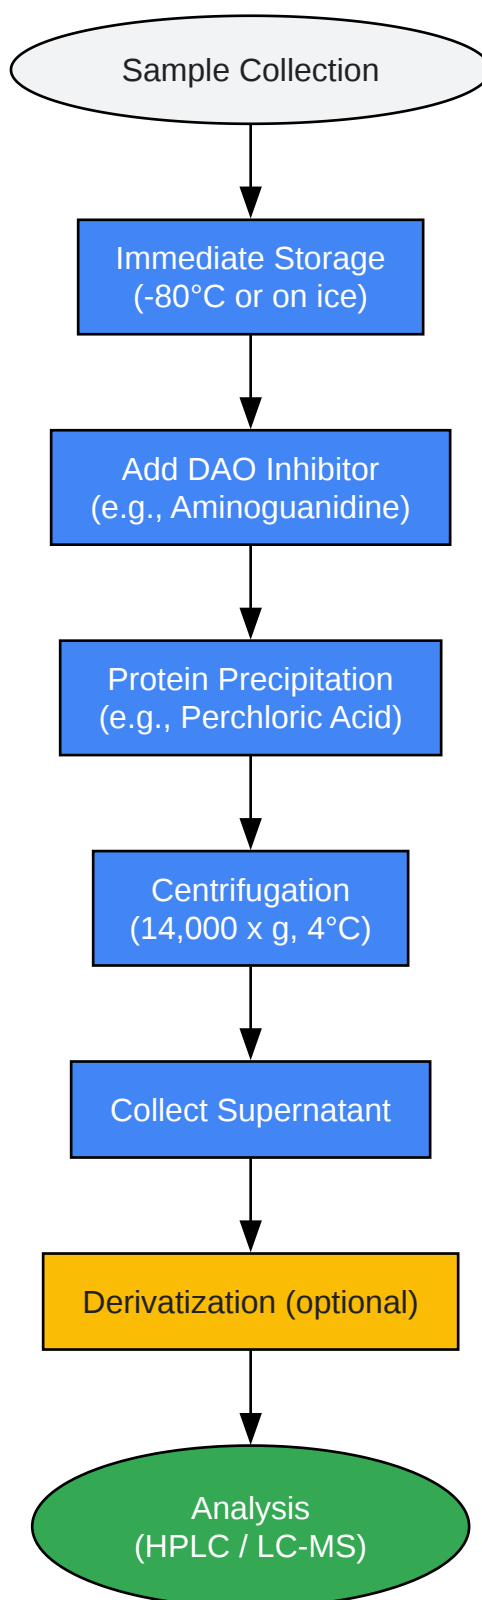 Sample Collection
Immediate Storage
(-80°C or on ice)
Add DAO Inhibitor
(e.g., Aminoguanidine)
Protein Precipitation
(e.g., Perchloric Acid)
Centrifugation
(14,000 x g, 4°C)
Collect Supernatant
Derivatization (optional)
Analysis
(HPLC / LC-MS)